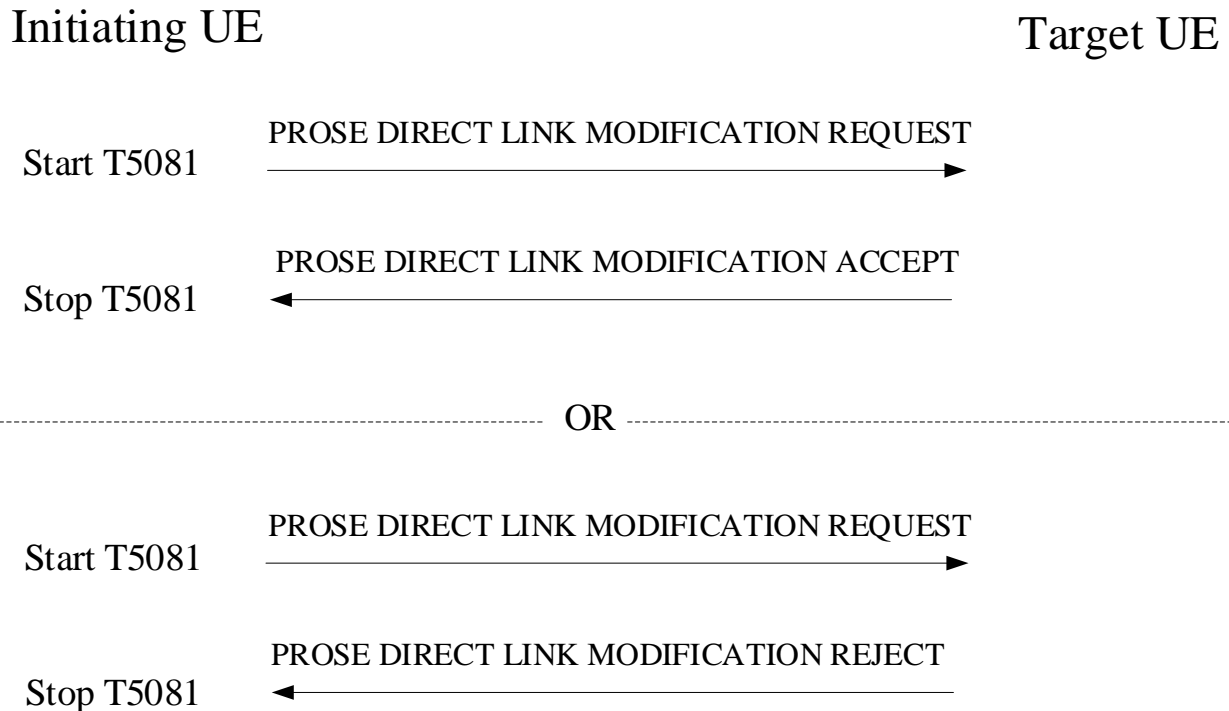 Initiating UE
Target UE
PROSE DIRECT LINK MODIFICATION REQUEST
Start T5081
PROSE DIRECT LINK MODIFICATION ACCEPT
Stop T5081
OR
PROSE DIRECT LINK MODIFICATION REQUEST
Start T5081
PROSE DIRECT LINK MODIFICATION REJECT
Stop T5081